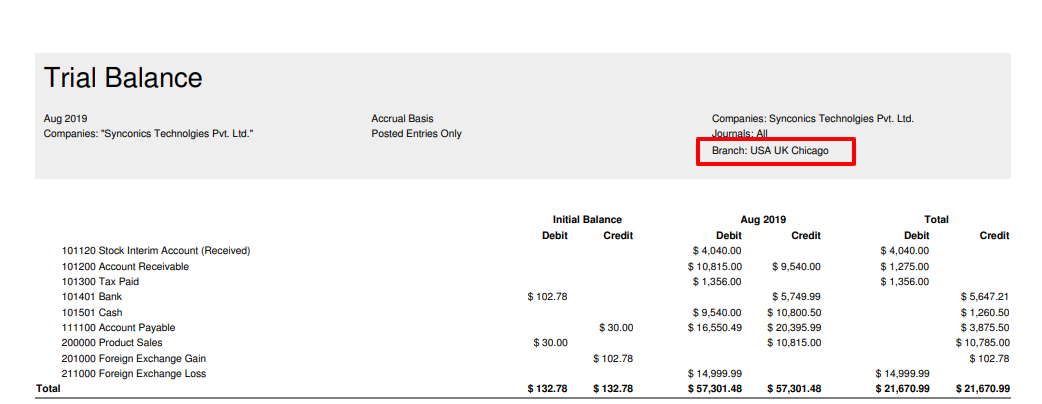 Trial Balance
Aug 2019 Accrual Basis Companies: Synconics Technolgies Pvt. Ltd.
Companies: "Synconics Technolgies Pvt. Ltd." Posted Entries Only Journals: All
Branch: USA UK Chicago
Initial Balance Aug 2019 Total
Debit Credit Debit Credit Debit Credit
101120 Stock Interim Account (Received) $ 4,040.00 $ 4,040.00
101200 Account Receivable $ 10,815.00 $ 9,540.00 $ 1,275.00
101300 Tax Paid $ 1,356.00 $ 1,356.00
101401 Bank $ 102.78 $ 5,749.99 $ 5,647.21
101501 Cash $ 9,540.00 $ 10,800.50 $ 1,260.50
111100 Account Payable $ 30.00 $ 16,550.49 $ 20,395.99 $ 3,875.50
200000 Product Sales $ 30.00 $ 10,815.00 $ 10,785.00
201000 Foreign Exchange Gain $ 102.78 $ 102.78
211000 Foreign Exchange Loss $ 14,999.99 $ 14,999.99
Total $ 132.78 $ 132.78 $ 57,301.48 $ 57,301.48 $ 21,670.99 $ 21,670.99